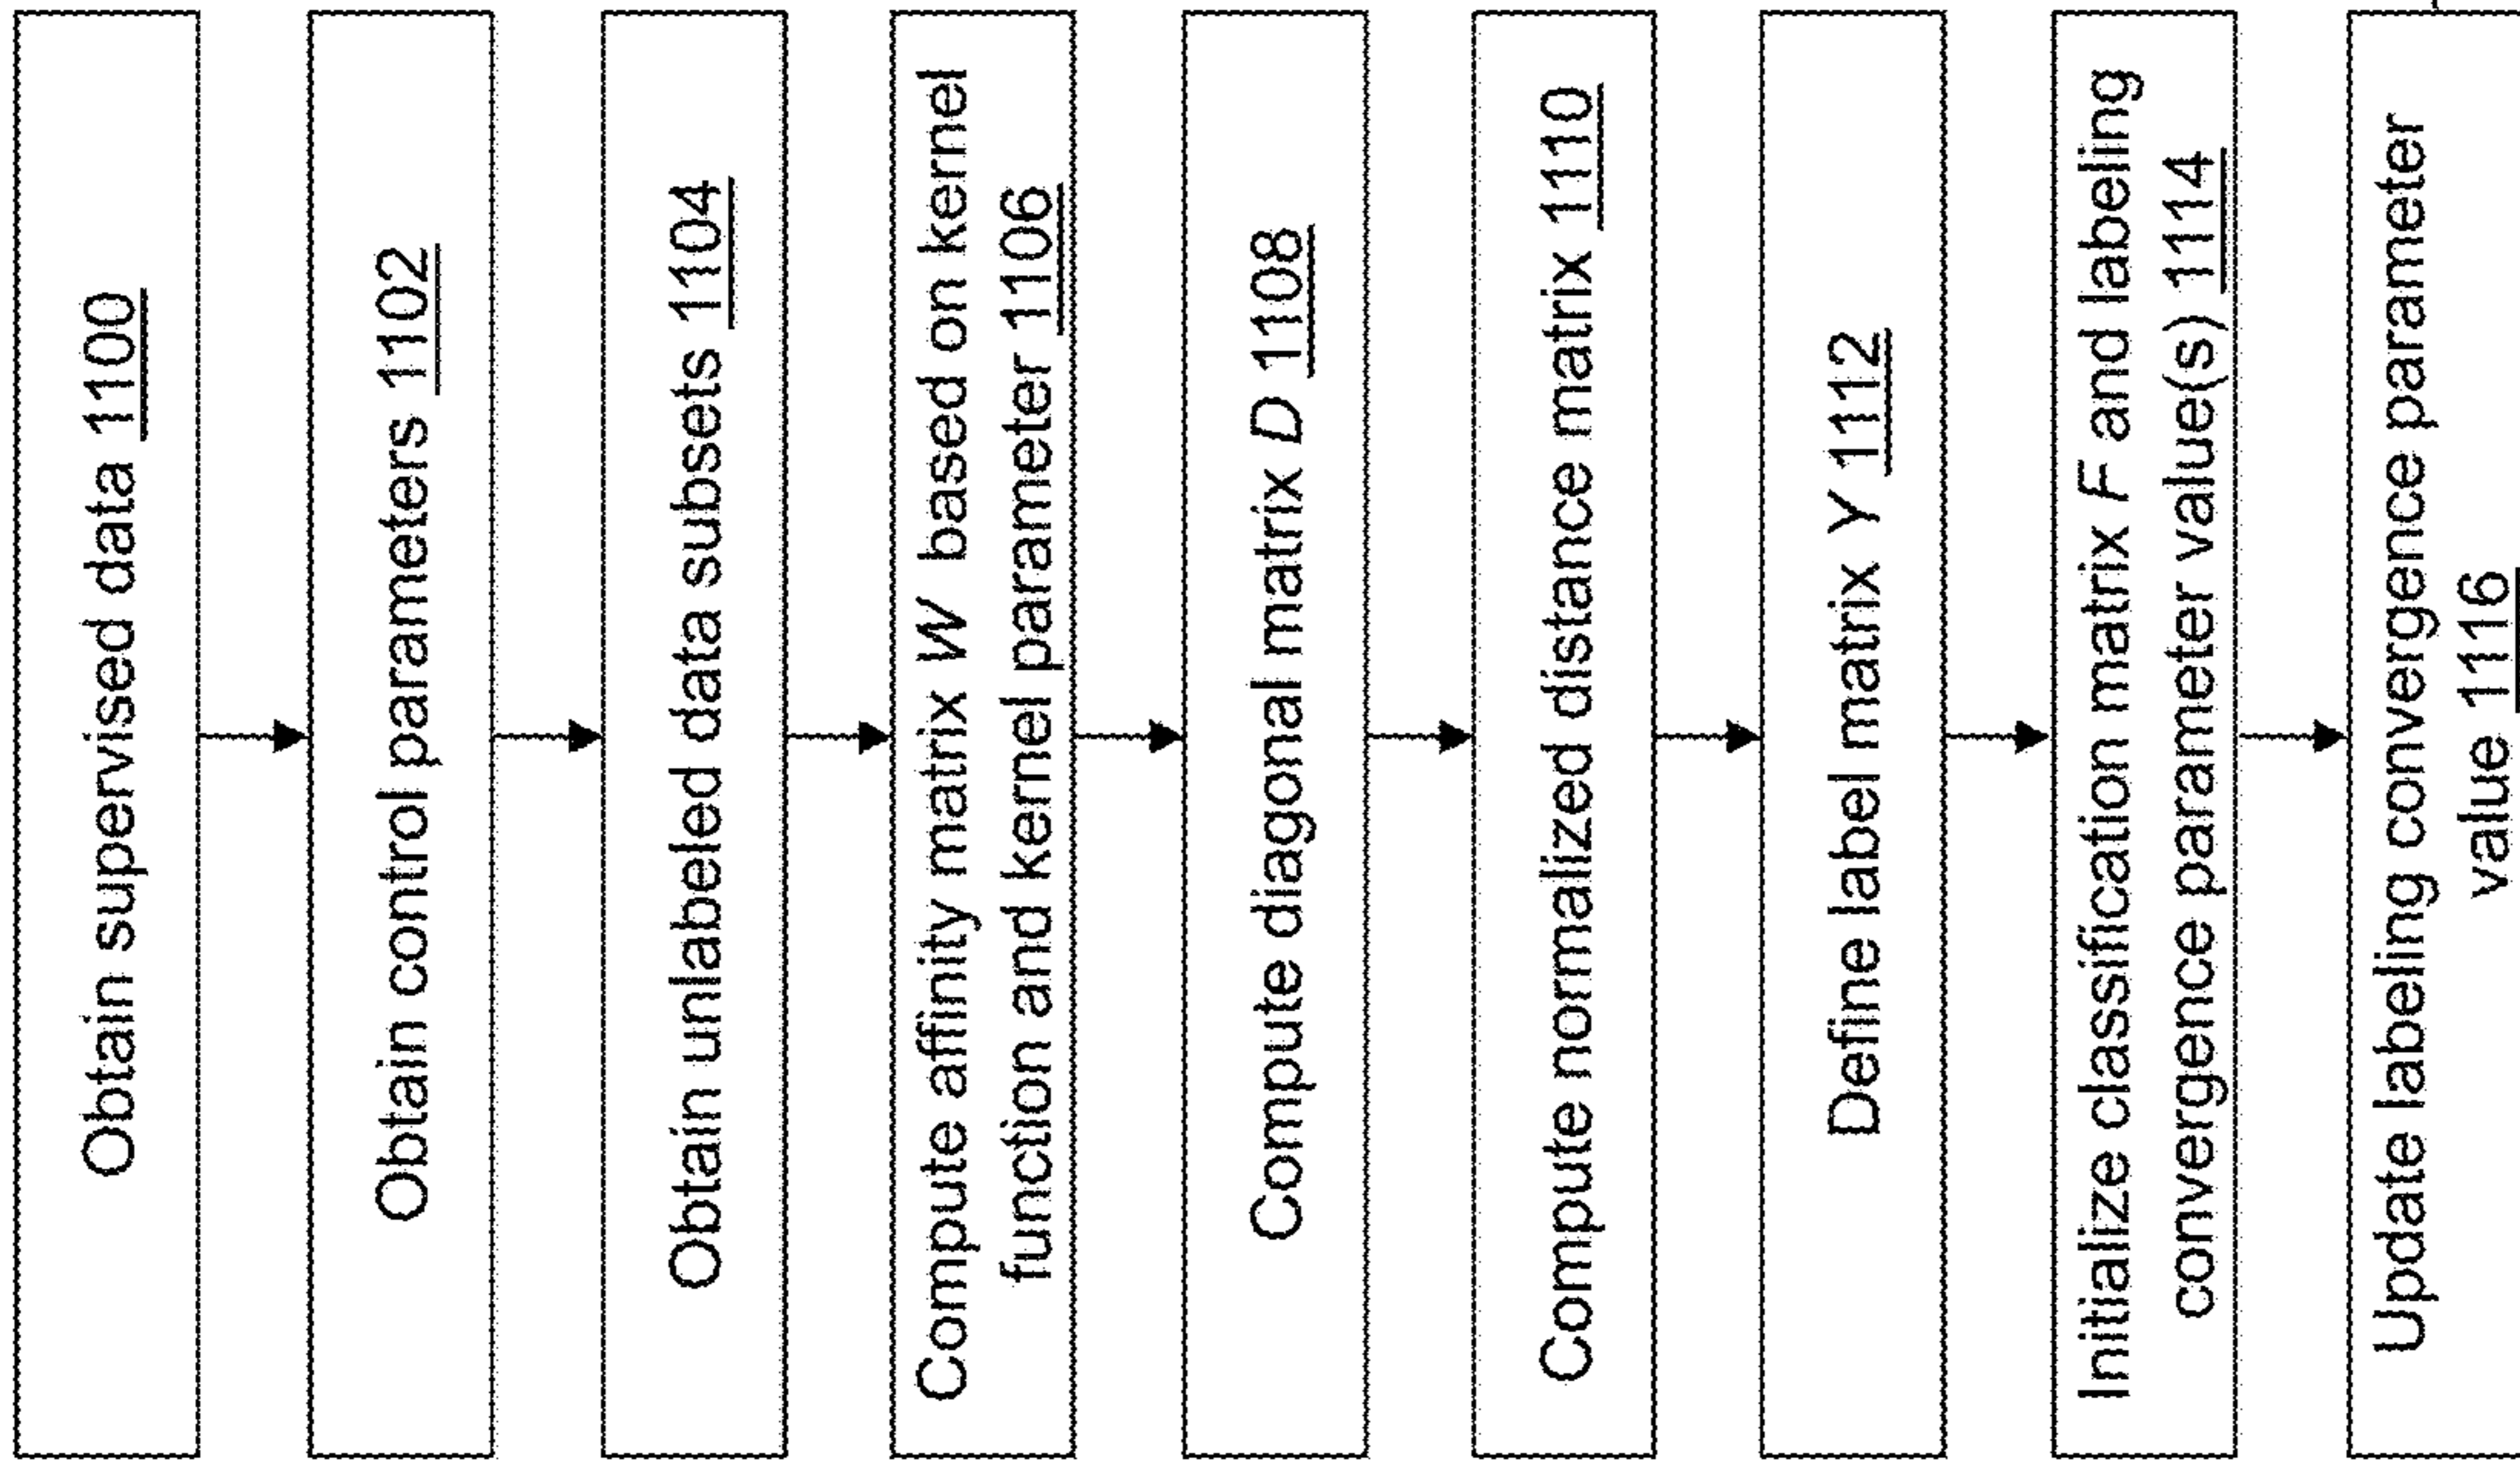 Obtain supervised data 1100
Obtain control parameters 1102
Obtain unlabeled data subsets 1104
Compute affinity matrix W based on kernel
function and kernel parameter 1106
Compute diagonal matrix D 1108
Compute normalized distance matrix 1110
Define label matrix Y 1112
Initialize classification matrix F and labeling
convergence parameter value(s) 1114
Update labeling convergence parameter
value 1116